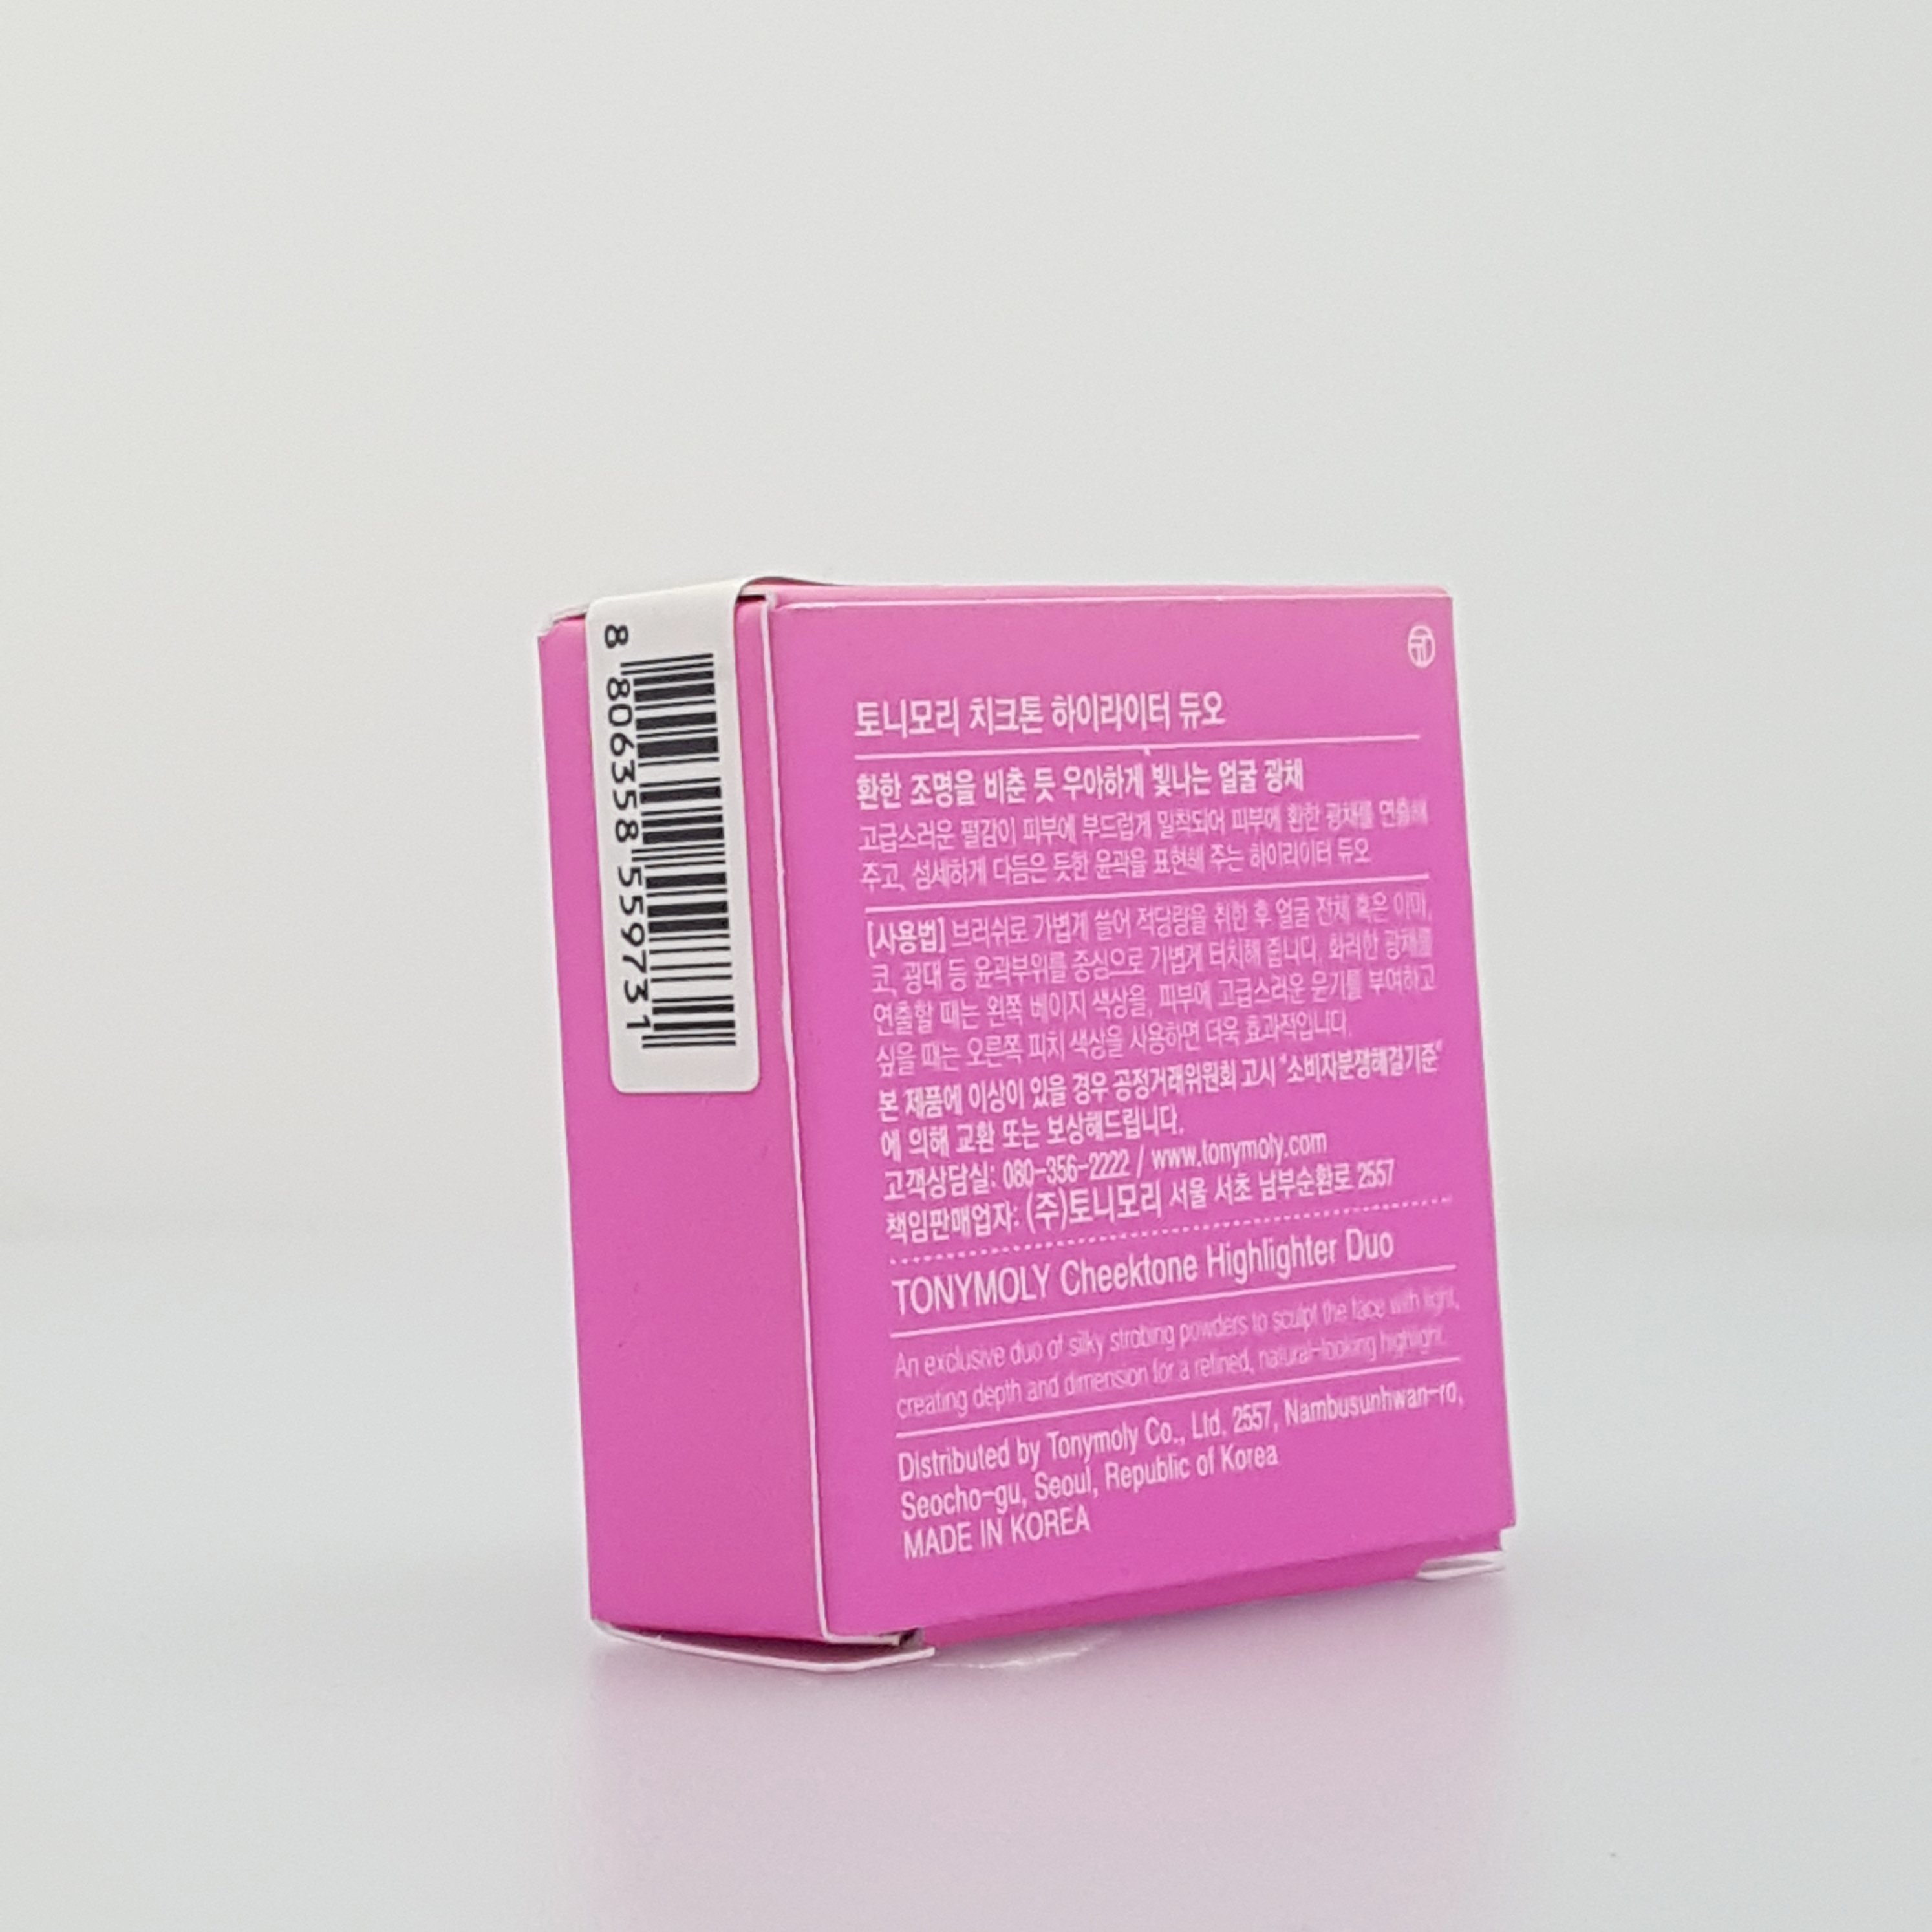 8 806358 559731
토니모리 치크톤 하이라이터 듀오
환한 조명을 비춘 듯 우아하게 빛나는 얼굴 광채
고급스러운 펄감이 피부에 부드럽게 밀착되어 피부에 환한 광채를 연출해
주고, 섬세하게 다듬은 듯한 윤곽을 표현해 주는 하이라이터 듀오
[사용법] 브러쉬로 가볍게 쓸어 적당량을 취한 후 얼굴 전체 혹은 이마,
코, 광대 등 윤곽부위를 중심으로 가볍게 터치해 줍니다. 화려한 광채를
연출할 때는 왼쪽 베이지 색상을, 피부에 고급스러운 윤기를 부여하고
싶을 때는 오른쪽 피치 색상을 사용하면 더욱 효과적입니다.
본 제품에 이상이 있을 경우 공정거래위원회 고시 "소비자분쟁해결기준"
에 의해 교환 또는 보상해드립니다.
고객상담실: 080-356-2222 / www.tonymoly.com
책임판매업자: (주)토니모리 서울 서초 남부순환로 2557
TONYMOLY Cheektone Highlighter Duo
An exclusive duo of silky strobing powders to sculpt the face with light,
creating depth and dimension for a refined, natural-looking highlight.
Distributed by Tonymoly Co., Ltd. 2557, Nambusunhwan-ro,
Seocho-gu, Seoul, Republic of Korea
MADE IN KOREA